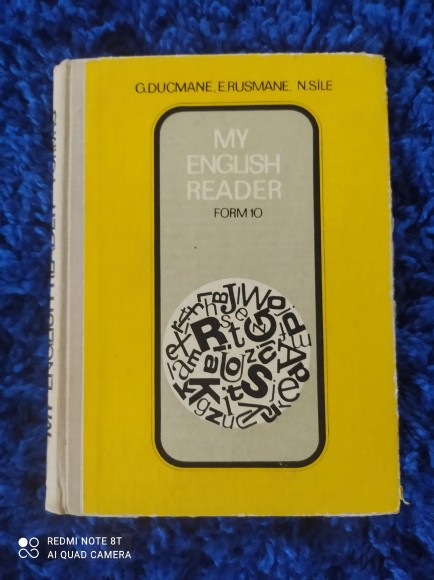 G.DUCMANE, E.RUSMANE, N.SĪLE
MY
ENGLISH
READER
FORM 10
REDMI NOTE 8T
AI QUAD CAMERA